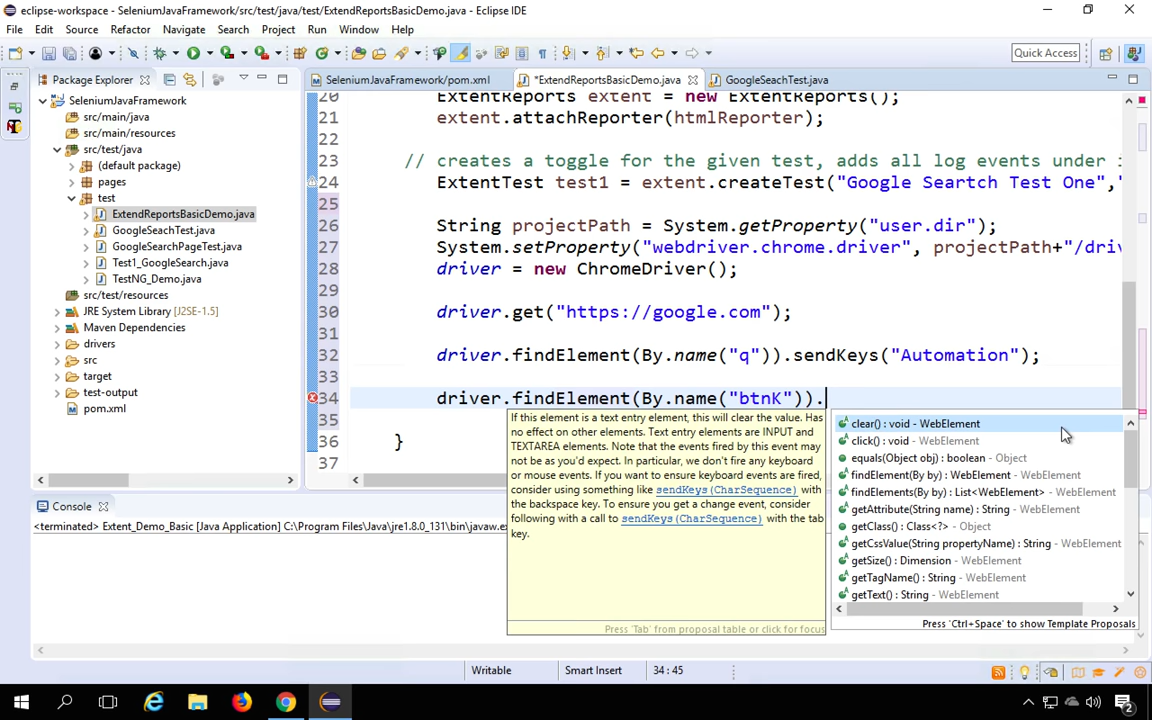 eclipse-workspace - SeleniumJavaFramework/src/test/java/test/ExtendReportsBasicDemo.java - Eclipse IDE
File Edit Source Refactor Navigate Search Project Run Window Help
Quick Access
Package Explorer
SeleniumJavaFramework/pom.xml
*ExtendReportsBasicDemo.java
GoogleSeachTest.java
SeleniumJavaFramework
src/main/java
src/main/resources
src/test/java
(default package)
pages
test
ExtendReportsBasicDemo.java
GoogleSeachTest.java
GoogleSearchPageTest.java
Test1_GoogleSearch.java
TestNG_Demo.java
src/test/resources
JRE System Library [J2SE-1.5]
Maven Dependencies
drivers
src
target
test-output
pom.xml
20 ExtentReports extent = new ExtentReports();
21 extent.attachReporter(htmlReporter);
22
23 // creates a toggle for the given test, adds all log events under
24 ExtentTest test1 = extent.createTest("Google Seartch Test One","
25
26 String projectPath = System.getProperty("user.dir");
27 System.setProperty("webdriver.chrome.driver", projectPath+"/driv
28 driver = new ChromeDriver();
29
30 driver.get("https://google.com");
31
32 driver.findElement(By.name("q")).sendKeys("Automation");
33
34 driver.findElement(By.name("btnK")).
35
36 }
37
If this element is a text entry element, this will clear the value. Has
no effect on other elements. Text entry elements are INPUT and
TEXTAREA elements. Note that the events fired by this event may
not be as you'd expect. In particular, we don't fire any keyboard
or mouse events. If you want to ensure keyboard events are fired,
consider using something like sendKeys(CharSequence) with
the backspace key. To ensure you get a change event, consider
following with a call to sendKeys(CharSequence) with the tab
key.
Press 'Tab' from proposal table or click for focus
clear() : void - WebElement
click() : void - WebElement
equals(Object obj) : boolean - Object
findElement(By by) : WebElement - WebElement
findElements(By by) : List<WebElement> - WebElement
getAttribute(String name) : String - WebElement
getClass() : Class<?> - Object
getCssValue(String propertyName) : String - WebElement
getSize() : Dimension - WebElement
getTagName() : String - WebElement
getText() : String - WebElement
Press 'Ctrl+Space' to show Template Proposals
Console
<terminated> Extent_Demo_Basic [Java Application] C:\Program Files\Java\jre1.8.0_131\bin\javaw.ex
Writable
Smart Insert
34 : 45
2